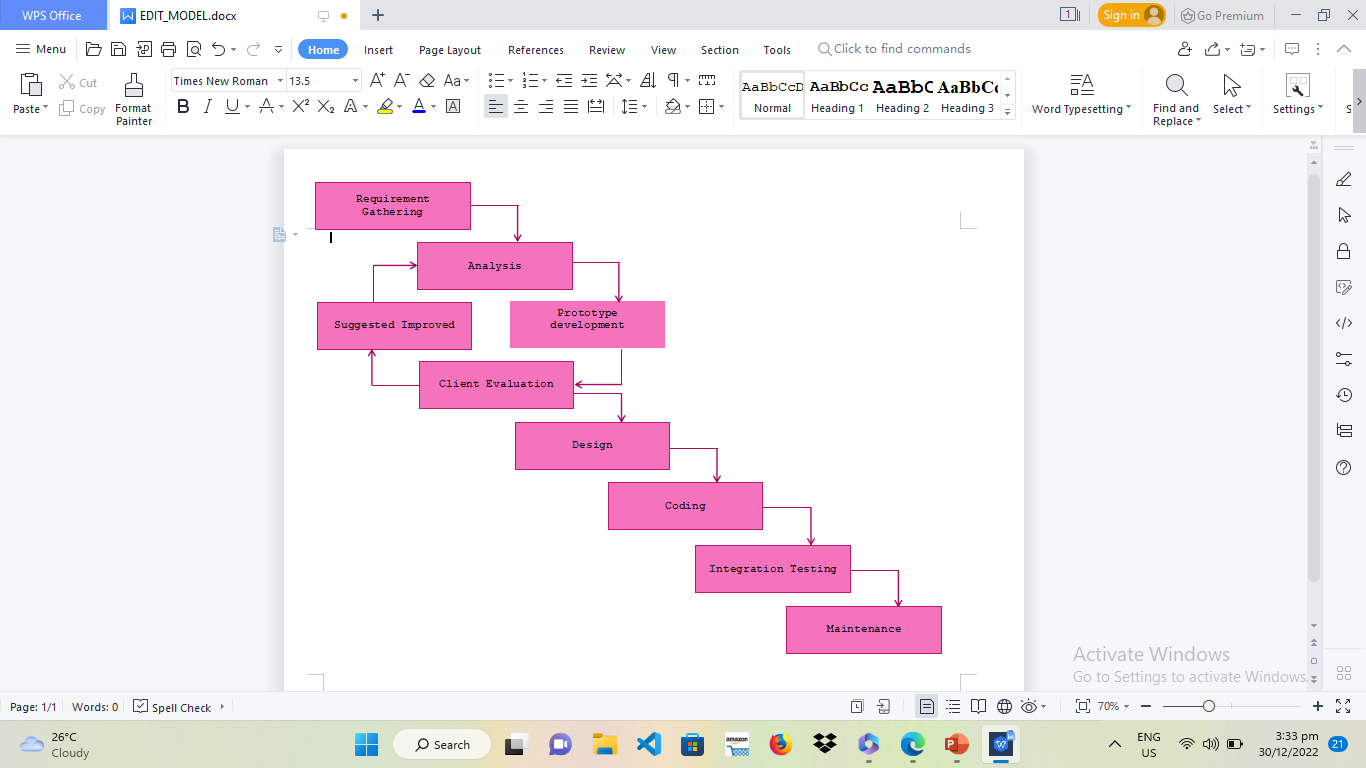 WPS Office
EDIT_MODEL.docx
1
Sign in
Go Premium
Menu
Home
Insert
Page Layout
References
Review
View
Section
Tools
Click to find commands
Paste
Cut
Copy
Format
Painter
Times New Roman
13.5
AaBbCcD
Normal
AaBbCc
Heading 1
AaBbC
Heading 2
AaBbCc
Heading 3
Word Typesetting
Find and
Replace
Select
Settings
S
Requirement
Gathering
Analysis
Suggested Improved
Prototype
development
Client Evaluation
Design
Coding
Integration Testing
Maintenance
Activate Windows
Go to Settings to activate Windows.
Page: 1/1
Words: 0
Spell Check
70%
26°C
Cloudy
Search
amazon
ENG
US
3:33 pm
30/12/2022
21